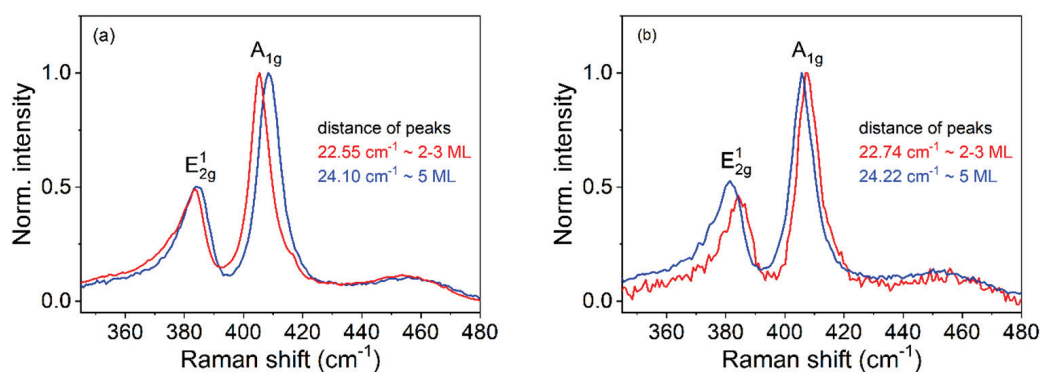 (a)
A₁g
1.0
distance of peaks
22.55 cm⁻¹ ~ 2-3 ML
24.10 cm⁻¹ ~ 5 ML
E¹₂g
0.5
0.0
Norm. intensity
360 380 400 420 440 460 480
Raman shift (cm⁻¹)
(b)
A₁g
1.0
distance of peaks
22.74 cm⁻¹ ~ 2-3 ML
24.22 cm⁻¹ ~ 5 ML
E¹₂g
0.5
0.0
Norm. intensity
360 380 400 420 440 460 480
Raman shift (cm⁻¹)